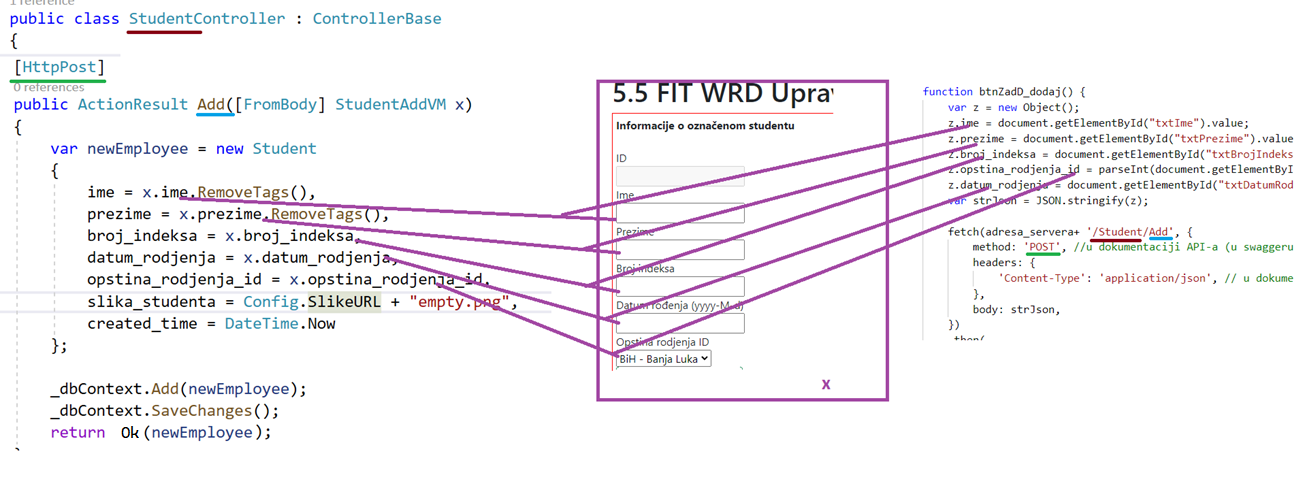 1 reference
public class StudentController : ControllerBase
{
[HttpPost]
0 references
public ActionResult Add([FromBody] StudentAddVM x)
{
var newEmployee = new Student
{
ime = x.ime.RemoveTags(),
prezime = x.prezime.RemoveTags(),
broj_indeksa = x.broj_indeksa,
datum_rodjenja = x.datum_rodjenja,
opstina_rodjenja_id = x.opstina_rodjenja_id,
slika_studenta = Config.SlikeURL + "empty.png",
created_time = DateTime.Now
};
_dbContext.Add(newEmployee);
_dbContext.SaveChanges();
return Ok(newEmployee);
5.5 FIT WRD Uprav
Informacije o označenom studentu
ID
Ime
Prezime
Broj indeksa
Datum rođenja (yyyy-M-d)
Opstina rodjenja ID
BiH - Banja Luka
x
function btnZadD_dodaj() {
var z = new Object();
z.ime = document.getElementById("txtIme").value;
z.prezime = document.getElementById("txtPrezime").value
z.broj_indeksa = document.getElementById("txtBrojIndeks
z.opstina_rodjenja_id = parseInt(document.getElementByI
z.datum_rodjenja = document.getElementById("txtDatumRod
var strJson = JSON.stringify(z);
fetch(adresa_servera+ '/Student/Add', {
method: 'POST', //u dokumentaciji API-a (u swaggeru
headers: {
'Content-Type': 'application/json', // u dokume
},
body: strJson,
})
.then(